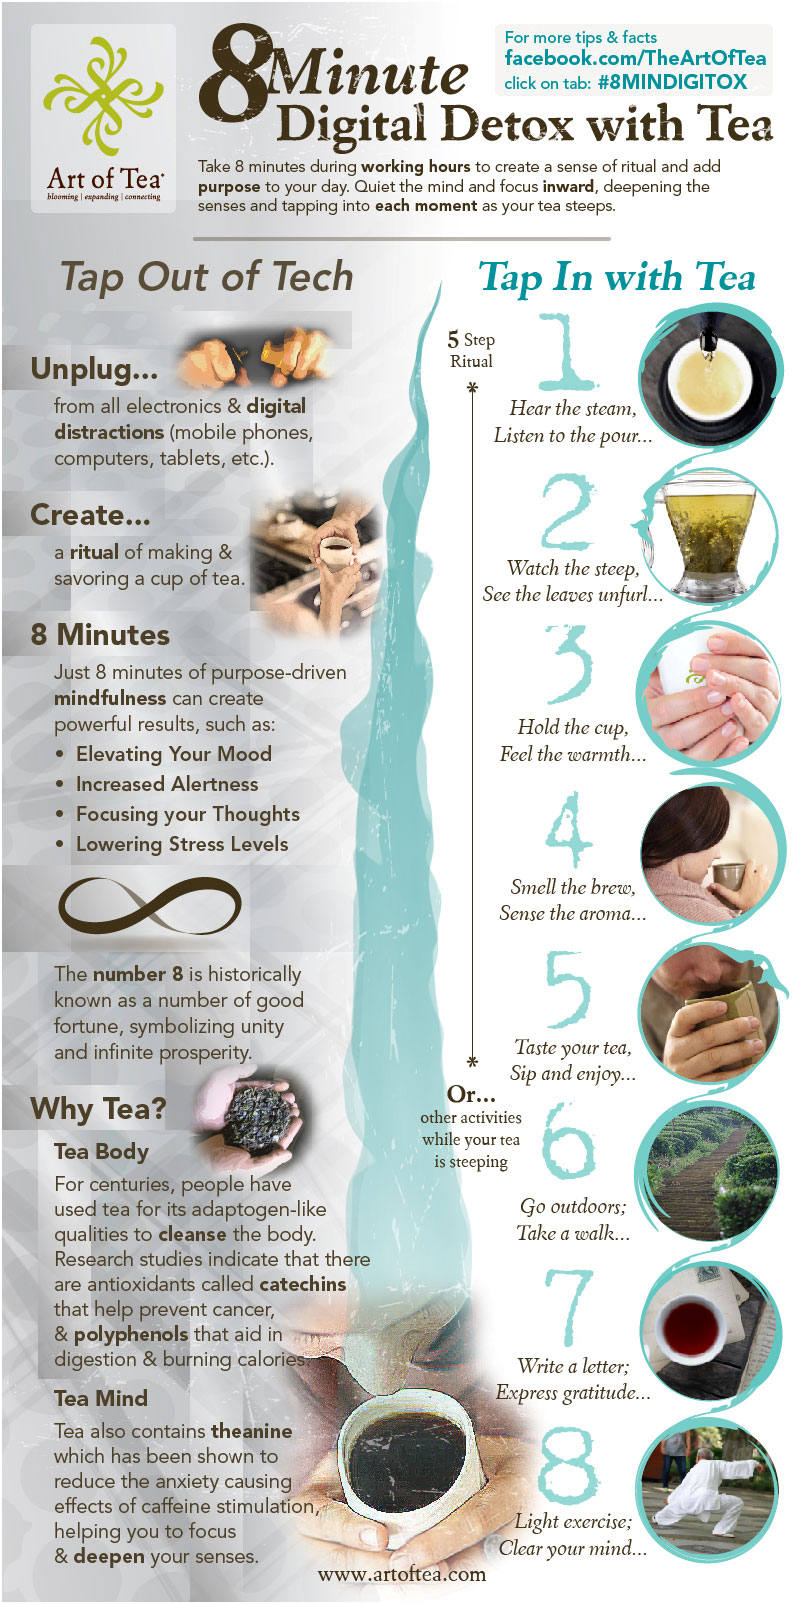 Art of Tea
blooming | expanding | connecting
8 Minute
Digital Detox with Tea
For more tips & facts
facebook.com/TheArtOfTea
click on tab: #8MINDIGITOX
Take 8 minutes during working hours to create a sense of ritual and add
purpose to your day. Quiet the mind and focus inward, deepening the
senses and tapping into each moment as your tea steeps.
Tap Out of Tech
Unplug...
from all electronics & digital
distractions (mobile phones,
computers, tablets, etc.).
Create...
a ritual of making &
savoring a cup of tea.
8 Minutes
Just 8 minutes of purpose-driven
mindfulness can create
powerful results, such as:
• Elevating Your Mood
• Increased Alertness
• Focusing your Thoughts
• Lowering Stress Levels
The number 8 is historically
known as a number of good
fortune, symbolizing unity
and infinite prosperity.
Why Tea?
Tea Body
For centuries, people have
used tea for its adaptogen-like
qualities to cleanse the body.
Research studies indicate that there
are antioxidants called catechins
that help prevent cancer,
& polyphenols that aid in
digestion & burning calories.
Tea Mind
Tea also contains theanine
which has been shown to
reduce the anxiety causing
effects of caffeine stimulation,
helping you to focus
& deepen your senses.
Tap In with Tea
5 Step
Ritual
*
1
Hear the steam,
Listen to the pour...
2
Watch the steep,
See the leaves unfurl...
3
Hold the cup,
Feel the warmth...
4
Smell the brew,
Sense the aroma...
5
Taste your tea,
Sip and enjoy...
*
Or...
other activities
while your tea
is steeping
6
Go outdoors;
Take a walk...
7
Write a letter;
Express gratitude...
8
Light exercise;
Clear your mind...
www.artoftea.com